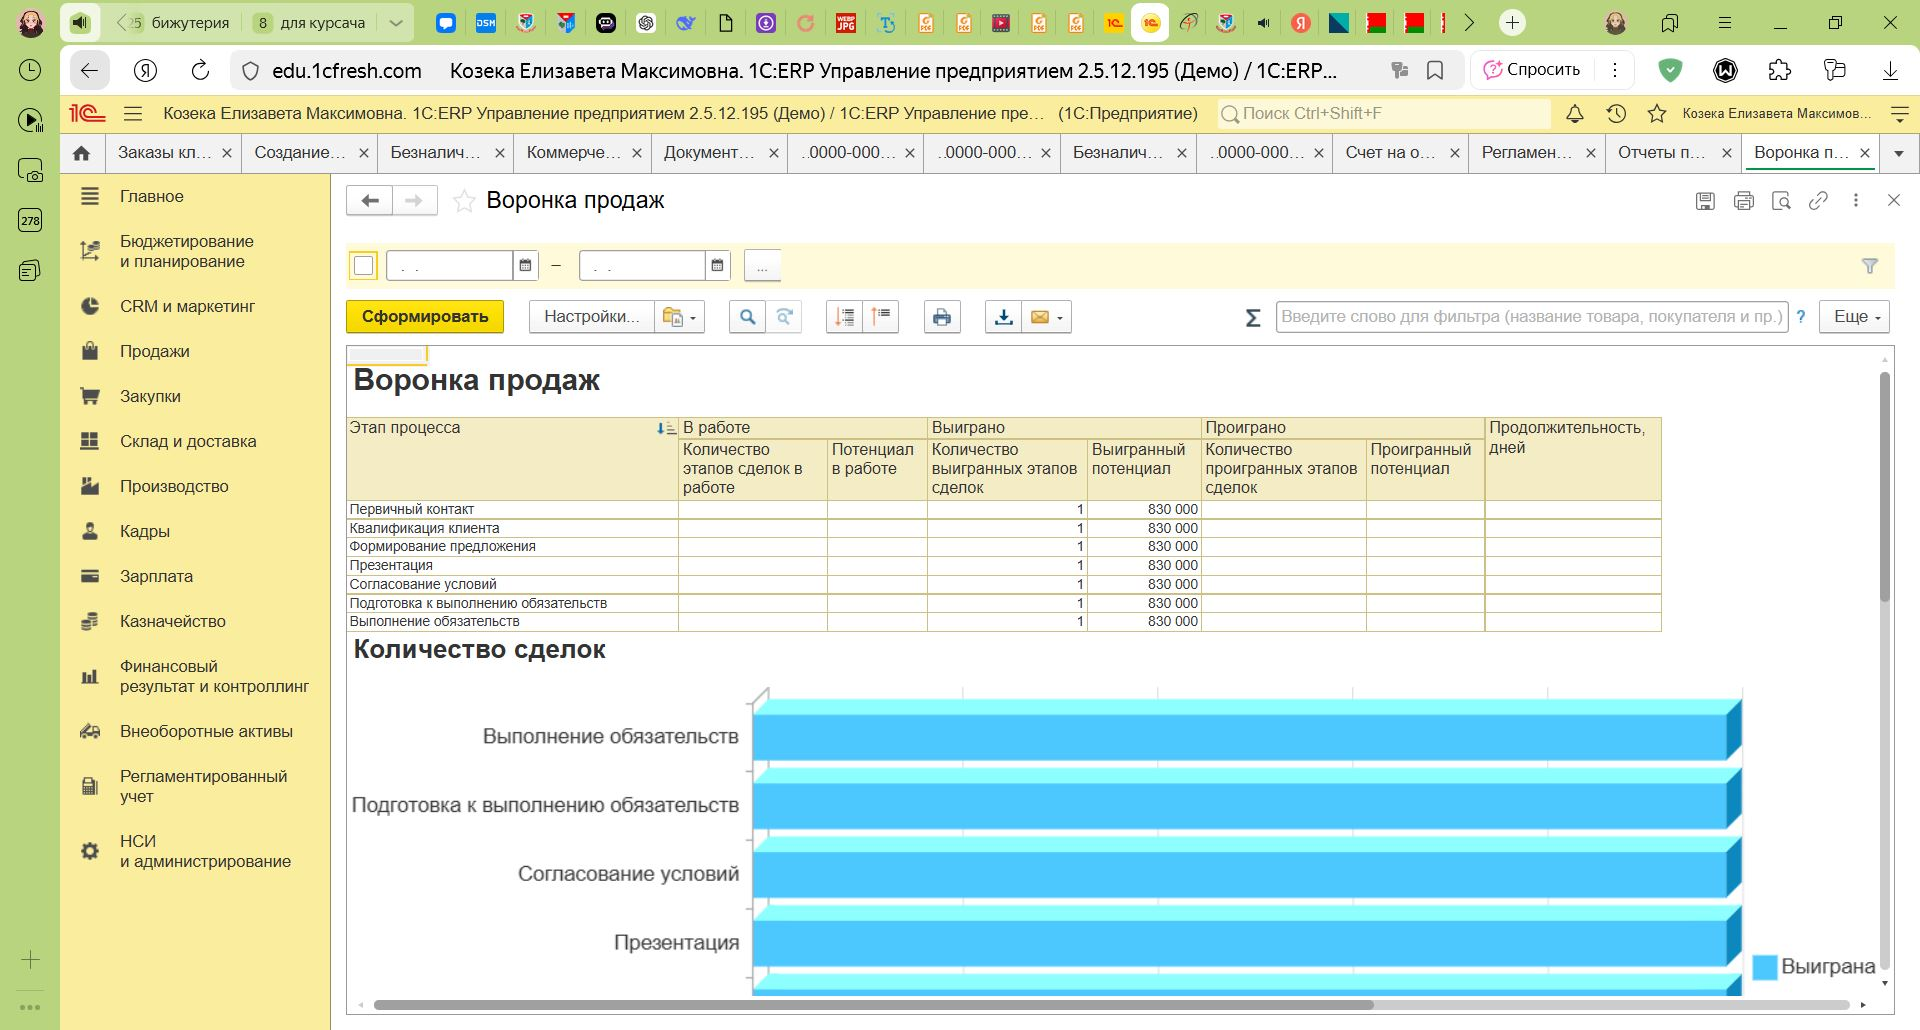 25 бижутерия 8 для курсача
edu.1cfresh.com Козека Елизавета Максимовна. 1С:ERP Управление предприятием 2.5.12.195 (Демо) / 1С:ERP... Спросить
Козека Елизавета Максимовна. 1С:ERP Управление предприятием 2.5.12.195 (Демо) / 1С:ERP Управление пре... (1С:Предприятие) Поиск Ctrl+Shift+F Козека Елизавета Максимов...
Заказы кл... Создание... Безналич... Коммерче... Документ... ..0000-000... ..0000-000... Безналич... ..0000-000... Счет на о... Регламен... Отчеты п... Воронка п...
278
Главное
Бюджетирование
и планирование
CRM и маркетинг
Продажи
Закупки
Склад и доставка
Производство
Кадры
Зарплата
Казначейство
Финансовый
результат и контроллинг
Внеоборотные активы
Регламентированный
учет
НСИ
и администрирование
Воронка продаж
. . – . . ...
Сформировать Настройки... Σ Введите слово для фильтра (название товара, покупателя и пр.) ? Еще
Воронка продаж
Этап процесса В работе Выиграно Проиграно Продолжительность,
дней
Количество этапов сделок в работе Потенциал в работе Количество выигранных этапов сделок Выигранный потенциал Количество проигранных этапов сделок Проигранный потенциал
Первичный контакт 1 830 000
Квалификация клиента 1 830 000
Формирование предложения 1 830 000
Презентация 1 830 000
Согласование условий 1 830 000
Подготовка к выполнению обязательств 1 830 000
Выполнение обязательств 1 830 000
Количество сделок
Выполнение обязательств
Подготовка к выполнению обязательств
Согласование условий
Презентация
Выиграна